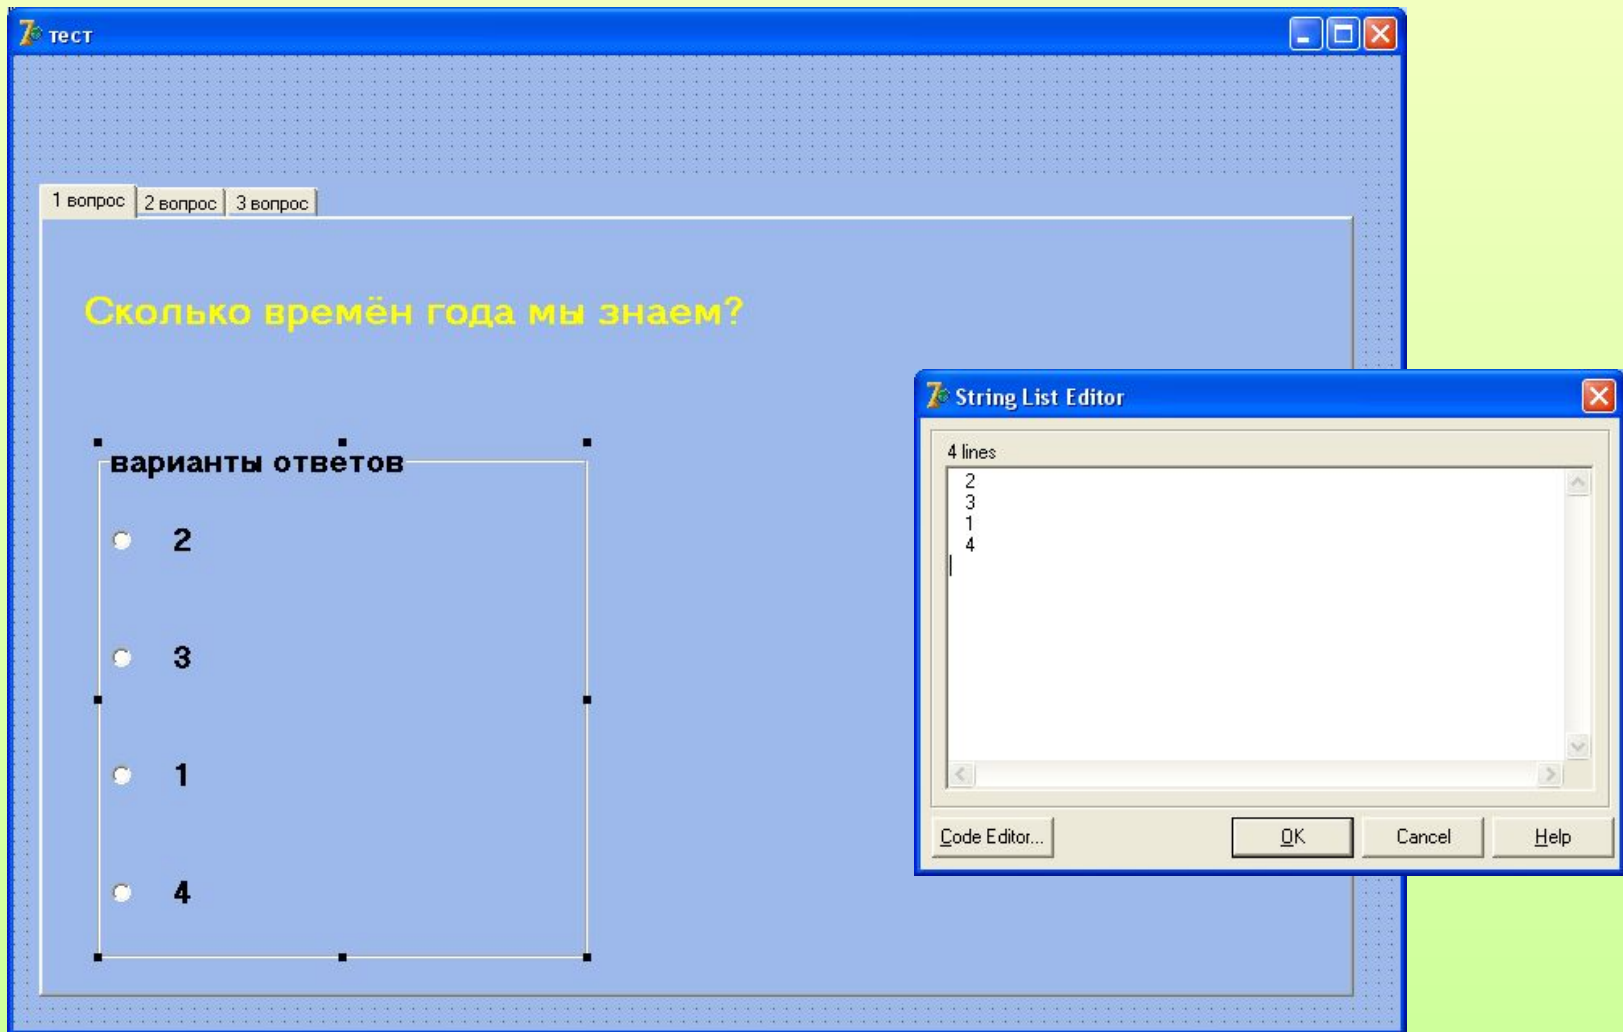 тест
1 вопрос 2 вопрос 3 вопрос
Сколько времён года мы знаем?
варианты ответов
2
3
1
4
String List Editor
4 lines
2
3
1
4
Code Editor... OK Cancel Help